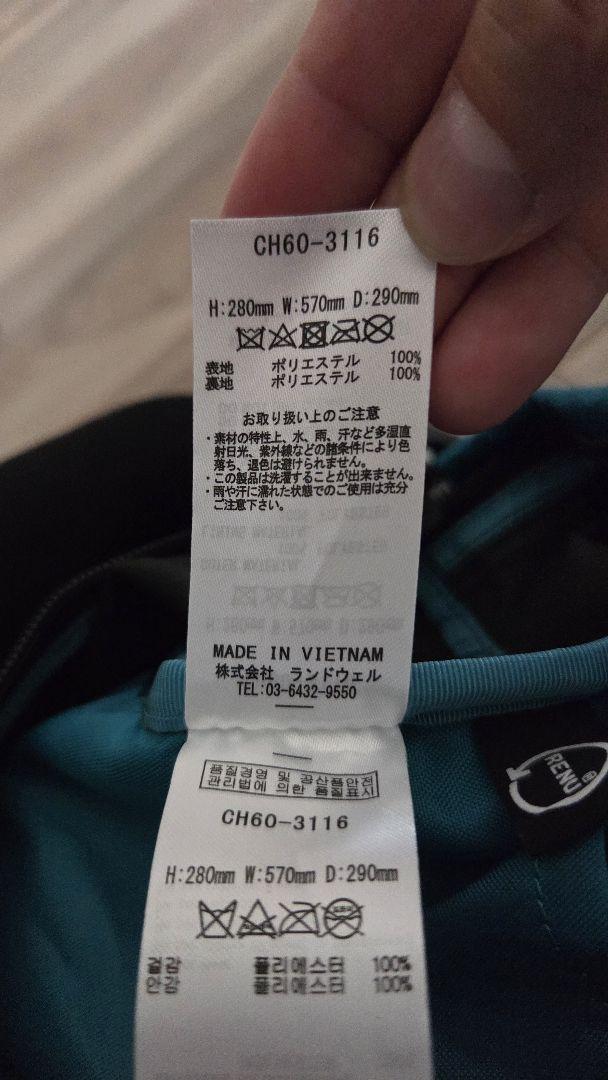 CH60-3116
H:280mm W:570mm D:290mm
表地 ポリエステル 100%
裏地 ポリエステル 100%
お取り扱い上のご注意
・素材の特性上、水、雨、汗など多湿直
射日光、紫外線などの諸条件により色
落ち、退色は避けられません。
・この製品は洗濯することが出来ません。
・雨や汗に濡れた状態でのご使用は充分
ご注意下さい。
MADE IN VIETNAM
株式会社 ランドウェル
TEL:03-6432-9550
품질경영 및 공산품안전
관리법에 의한 품질표시
CH60-3116
H:280mm W:570mm D:290mm
겉감 폴리에스터 100%
안감 폴리에스터 100%
RENU®